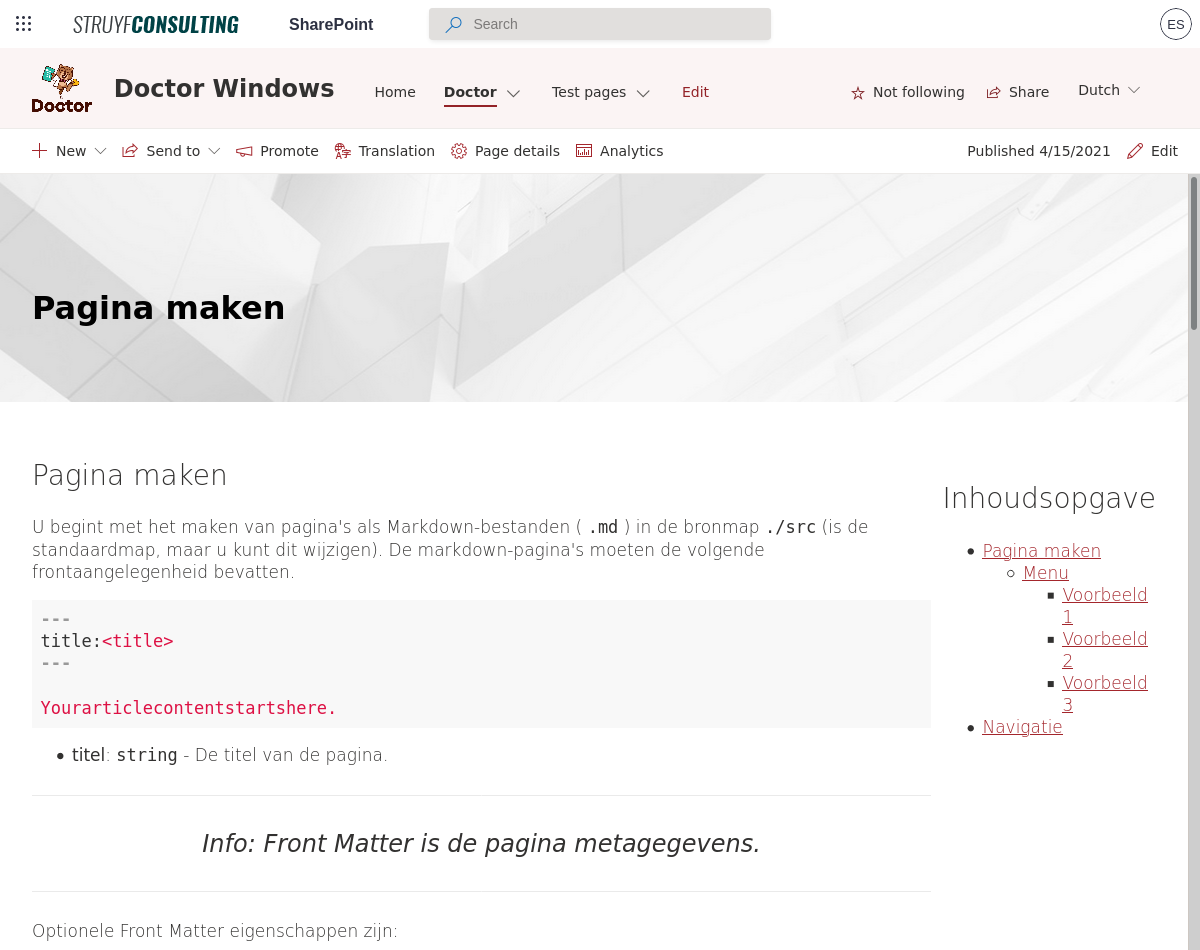 STRUYFCONSULTING
SharePoint
Search
ES
Doctor
Doctor Windows
Home
Doctor
Test pages
Edit
Not following
Share
Dutch
New
Send to
Promote
Translation
Page details
Analytics
Published 4/15/2021
Edit
Pagina maken
Pagina maken
U begint met het maken van pagina's als Markdown-bestanden ( .md ) in de bronmap ./src (is de
standaardmap, maar u kunt dit wijzigen). De markdown-pagina's moeten de volgende
frontaangelegenheid bevatten.
---
title:<title>
---
Yourarticlecontentstartshere.
titel: string - De titel van de pagina.
Info: Front Matter is de pagina metagegevens.
Optionele Front Matter eigenschappen zijn:
Inhoudsopgave
Pagina maken
Menu
Voorbeeld
1
Voorbeeld
2
Voorbeeld
3
Navigatie